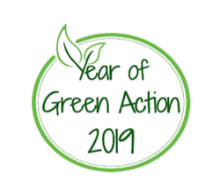 Year of
Green Action
2019